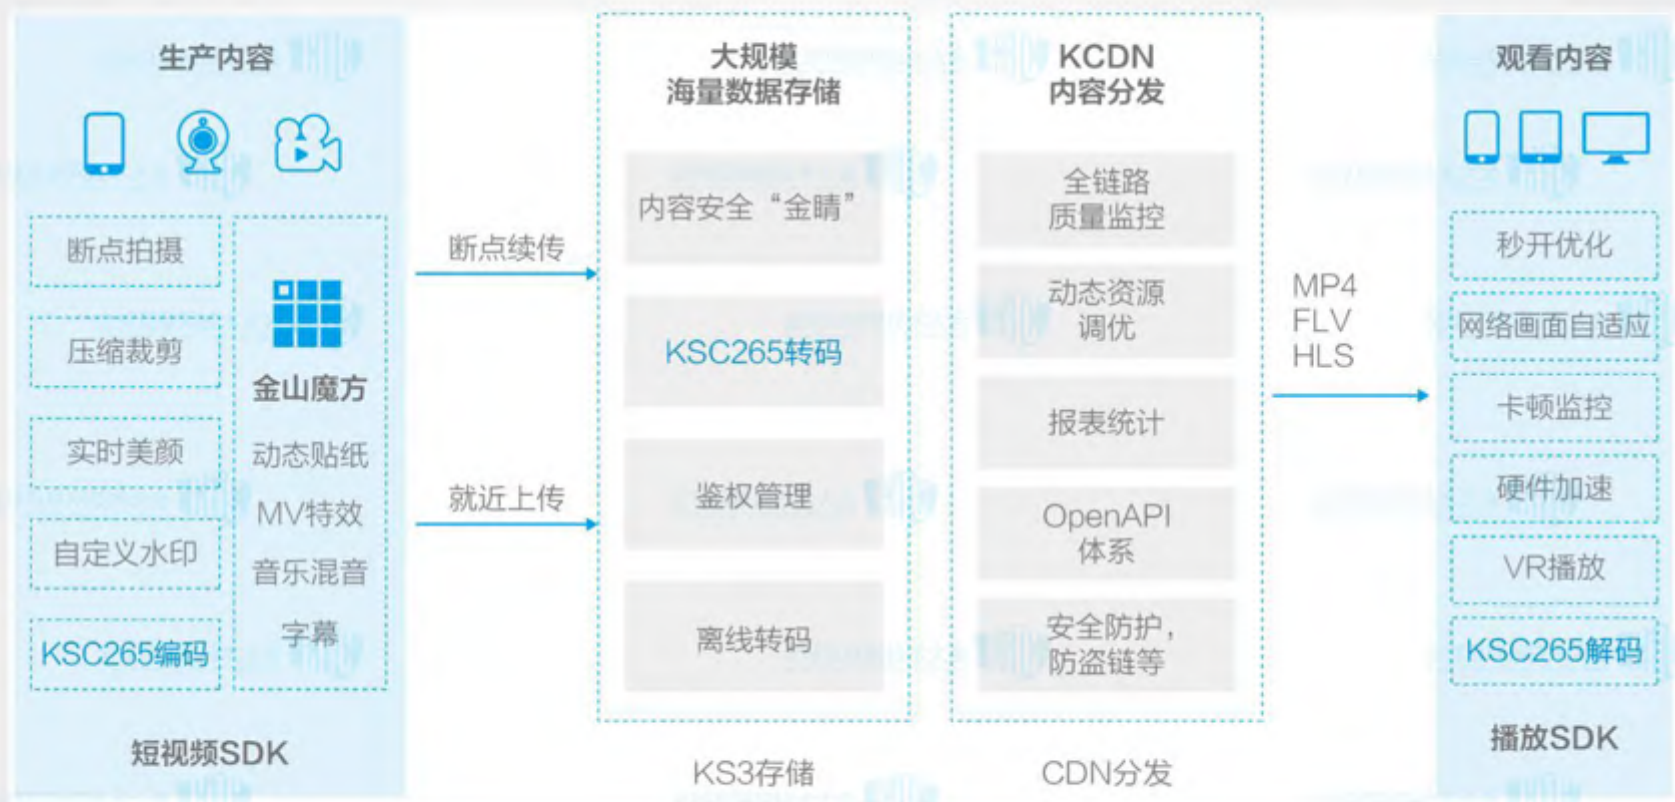 生产内容
断点拍摄
压缩裁剪
实时美颜
自定义水印
KSC265编码
金山魔方
动态贴纸
MV特效
音乐混音
字幕
短视频SDK
断点续传
就近上传
大规模
海量数据存储
内容安全“金睛”
KSC265转码
鉴权管理
离线转码
KS3存储
KCDN
内容分发
全链路
质量监控
动态资源
调优
报表统计
OpenAPI
体系
安全防护，
防盗链等
CDN分发
MP4
FLV
HLS
观看内容
秒开优化
网络画面自适应
卡顿监控
硬件加速
VR播放
KSC265解码
播放SDK